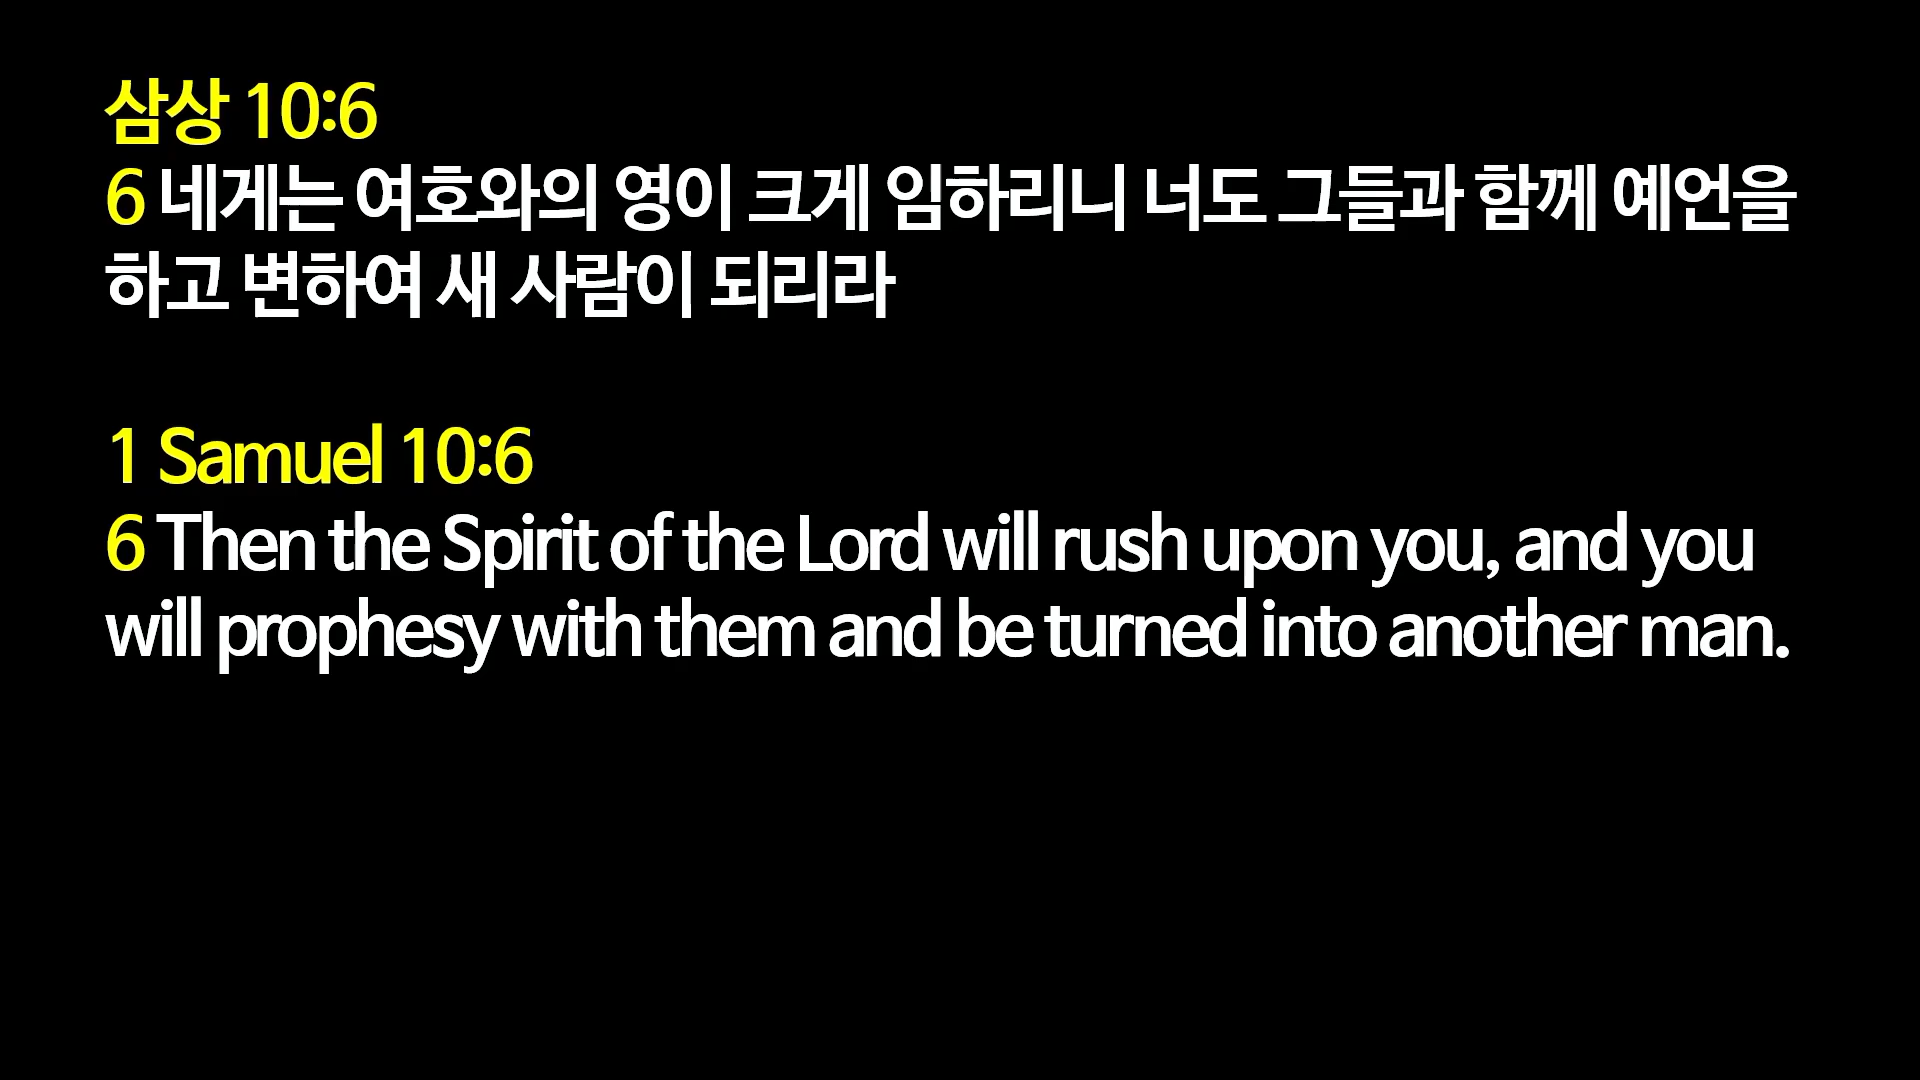 삼상 10:6
6 네게는 여호와의 영이 크게 임하리니 너도 그들과 함께 예언을
하고 변하여 새 사람이 되리라
1 Samuel 10:6
6 Then the Spirit of the Lord will rush upon you, and you
will prophesy with them and be turned into another man.